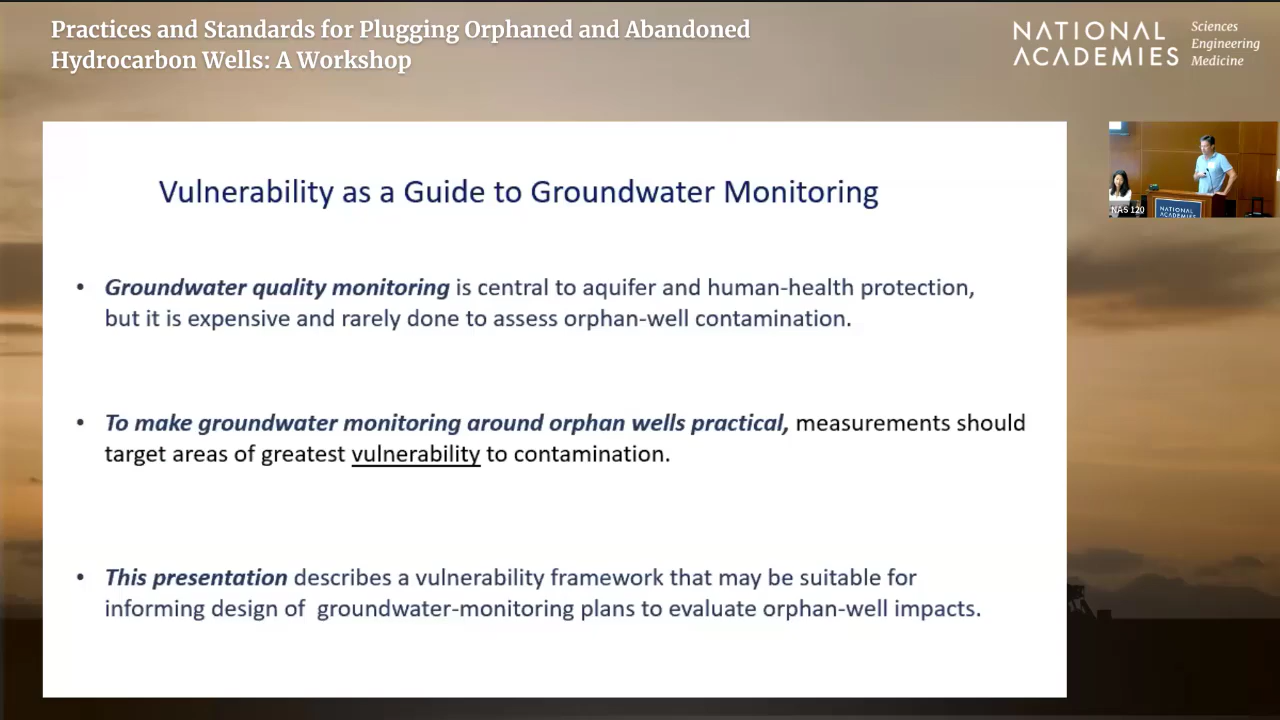 Practices and Standards for Plugging Orphaned and Abandoned
Hydrocarbon Wells: A Workshop
NATIONAL
ACADEMIES
Sciences
Engineering
Medicine
Vulnerability as a Guide to Groundwater Monitoring
• Groundwater quality monitoring is central to aquifer and human-health protection,
but it is expensive and rarely done to assess orphan-well contamination.
• To make groundwater monitoring around orphan wells practical, measurements should
target areas of greatest vulnerability to contamination.
• This presentation describes a vulnerability framework that may be suitable for
informing design of groundwater-monitoring plans to evaluate orphan-well impacts.
NAS 120
NATIONAL
ACADEMIES